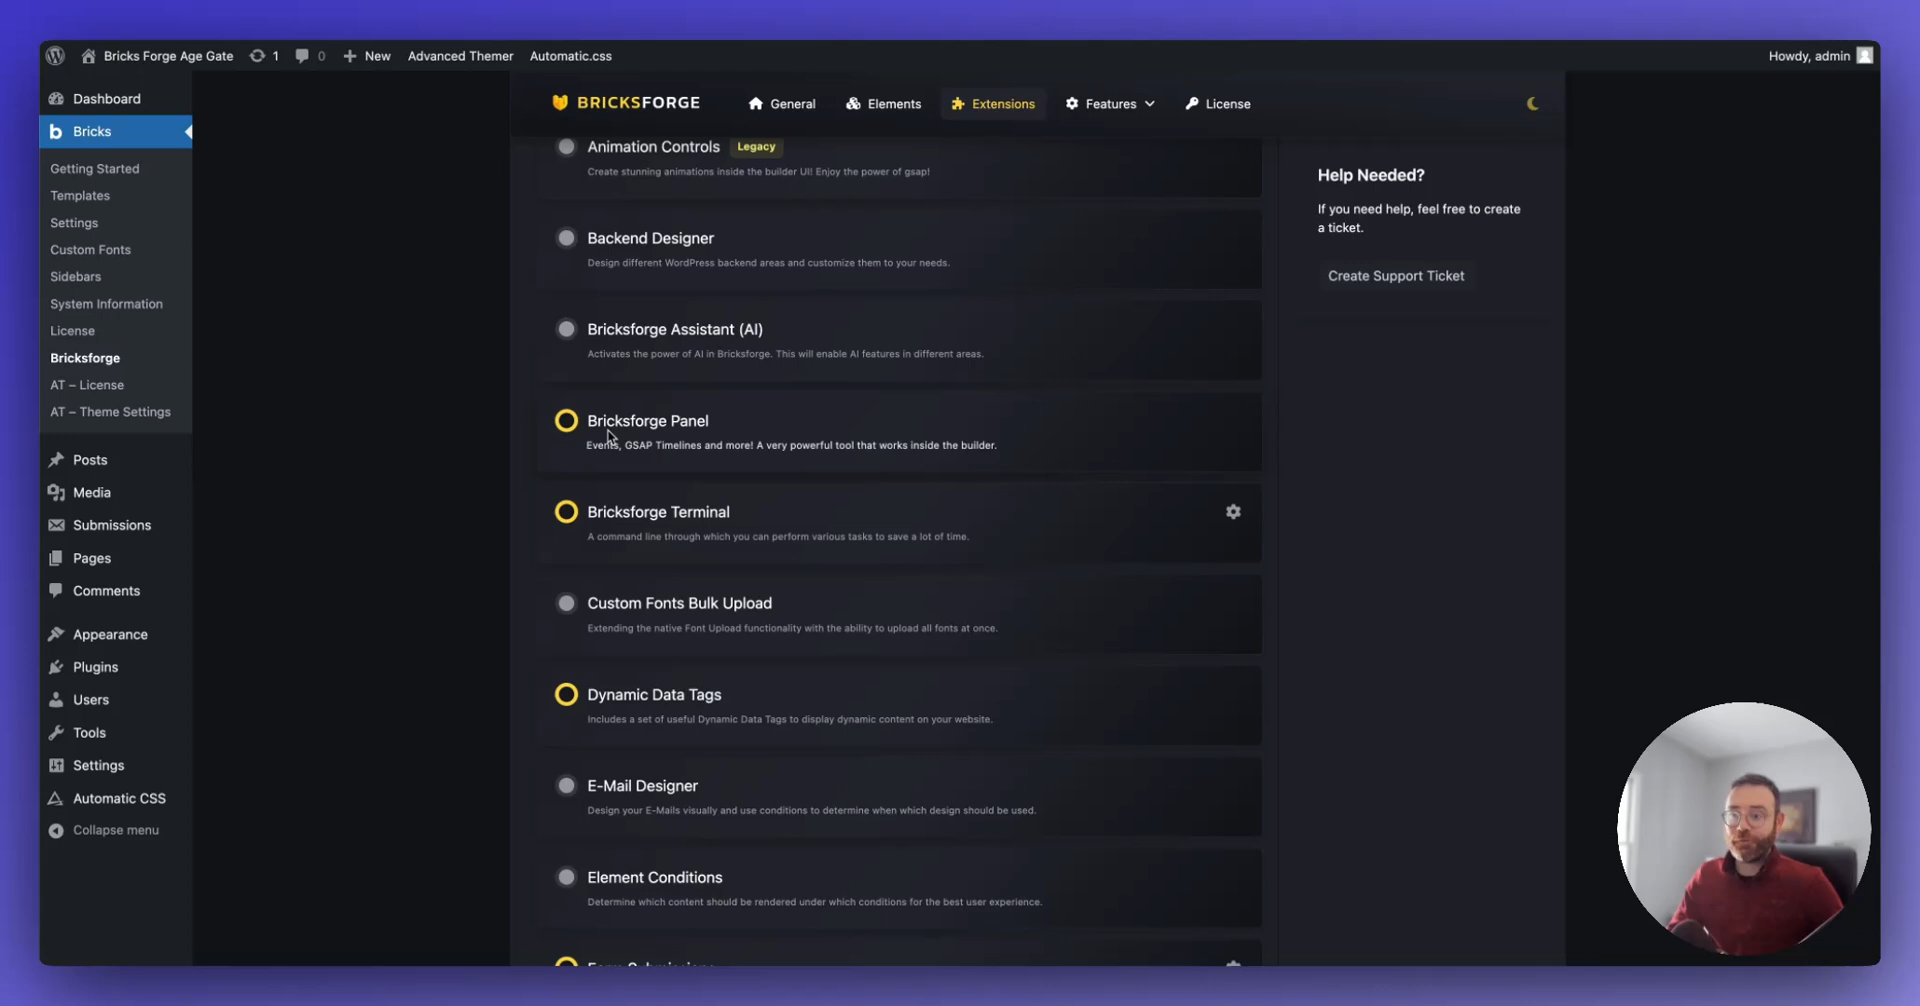 Bricks Forge Age Gate 1 0 New Advanced Themer Automatic.css Howdy, admin
Dashboard
Bricks
Getting Started
Templates
Settings
Custom Fonts
Sidebars
System Information
License
Bricksforge
AT – License
AT – Theme Settings
Posts
Media
Submissions
Pages
Comments
Appearance
Plugins
Users
Tools
Settings
Automatic CSS
Collapse menu
BRICKSFORGE General Elements Extensions Features License
Animation Controls Legacy
Create stunning animations inside the builder UI! Enjoy the power of gsap!
Backend Designer
Design different WordPress backend areas and customize them to your needs.
Bricksforge Assistant (AI)
Activates the power of AI in Bricksforge. This will enable AI features in different areas.
Bricksforge Panel
Events, GSAP Timelines and more! A very powerful tool that works inside the builder.
Bricksforge Terminal
A command line through which you can perform various tasks to save a lot of time.
Custom Fonts Bulk Upload
Extending the native Font Upload functionality with the ability to upload all fonts at once.
Dynamic Data Tags
Includes a set of useful Dynamic Data Tags to display dynamic content on your website.
E-Mail Designer
Design your E-Mails visually and use conditions to determine when which design should be used.
Element Conditions
Determine which content should be rendered under which conditions for the best user experience.
Help Needed?
If you need help, feel free to create
a ticket.
Create Support Ticket